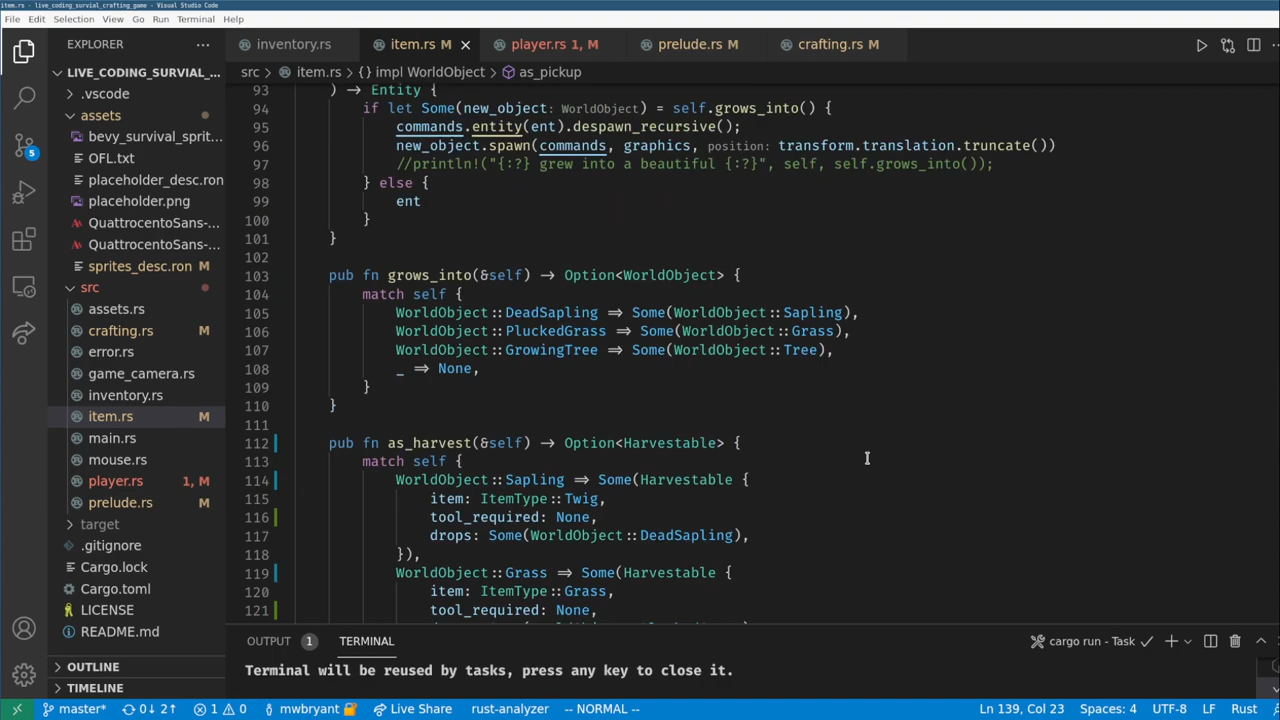 item.rs - live_coding_survial_crafting_game - Visual Studio Code
File Edit Selection View Go Run Terminal Help
EXPLORER
inventory.rs item.rs M player.rs 1, M prelude.rs M crafting.rs M
LIVE_CODING_SURVIAL_...
src item.rs {} impl WorldObject as_pickup
.vscode
assets
bevy_survival_sprit...
OFL.txt
placeholder_desc.ron
placeholder.png
QuattrocentoSans-...
QuattrocentoSans-...
sprites_desc.ron M
src
assets.rs
crafting.rs M
error.rs
game_camera.rs
inventory.rs
item.rs M
main.rs
mouse.rs
player.rs 1, M
prelude.rs M
target
.gitignore
Cargo.lock
Cargo.toml
LICENSE
README.md
OUTLINE
TIMELINE
5
93 ) → Entity {
94 if let Some(new_object: WorldObject) = self.grows_into() {
95 commands.entity(ent).despawn_recursive();
96 new_object.spawn(commands, graphics, position: transform.translation.truncate())
97 //println!("{:?} grew into a beautiful {:?}", self, self.grows_into());
98 } else {
99 ent
100 }
101 }
102
103 pub fn grows_into(&self) → Option<WorldObject> {
104 match self {
105 WorldObject::DeadSapling ⇒ Some(WorldObject::Sapling),
106 WorldObject::PluckedGrass ⇒ Some(WorldObject::Grass),
107 WorldObject::GrowingTree ⇒ Some(WorldObject::Tree),
108 _ ⇒ None,
109 }
110 }
111
112 pub fn as_harvest(&self) → Option<Harvestable> {
113 match self {
114 WorldObject::Sapling ⇒ Some(Harvestable {
115 item: ItemType::Twig,
116 tool_required: None,
117 drops: Some(WorldObject::DeadSapling),
118 }),
119 WorldObject::Grass ⇒ Some(Harvestable {
120 item: ItemType::Grass,
121 tool_required: None,
OUTPUT 1 TERMINAL cargo run - Task
Terminal will be reused by tasks, press any key to close it.
master* 0↓ 2↑ 1 0 mwbryant Live Share rust-analyzer -- NORMAL -- Ln 139, Col 23 Spaces: 4 UTF-8 LF Rust